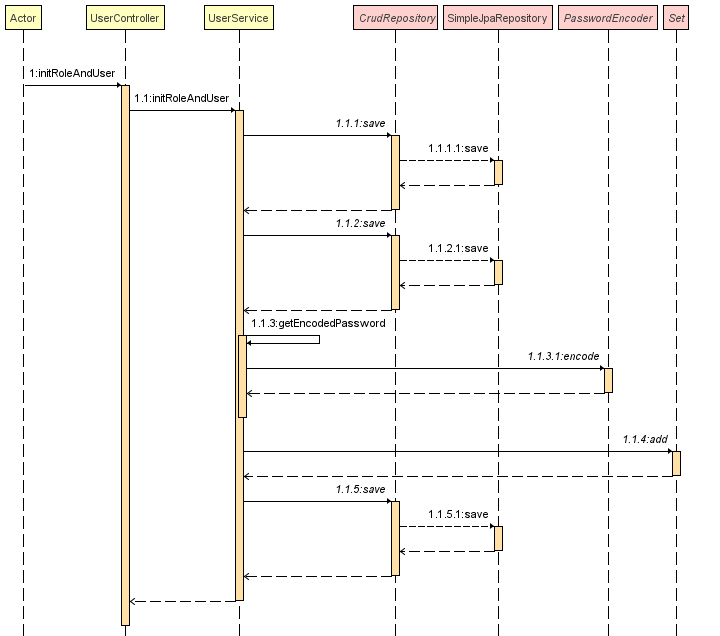 Actor UserController UserService CrudRepository SimpleJpaRepository PasswordEncoder Set
1:initRoleAndUser
1.1:initRoleAndUser
1.1.1:save
1.1.1.1:save
1.1.2:save
1.1.2.1:save
1.1.3:getEncodedPassword
1.1.3.1:encode
1.1.4:add
1.1.5:save
1.1.5.1:save